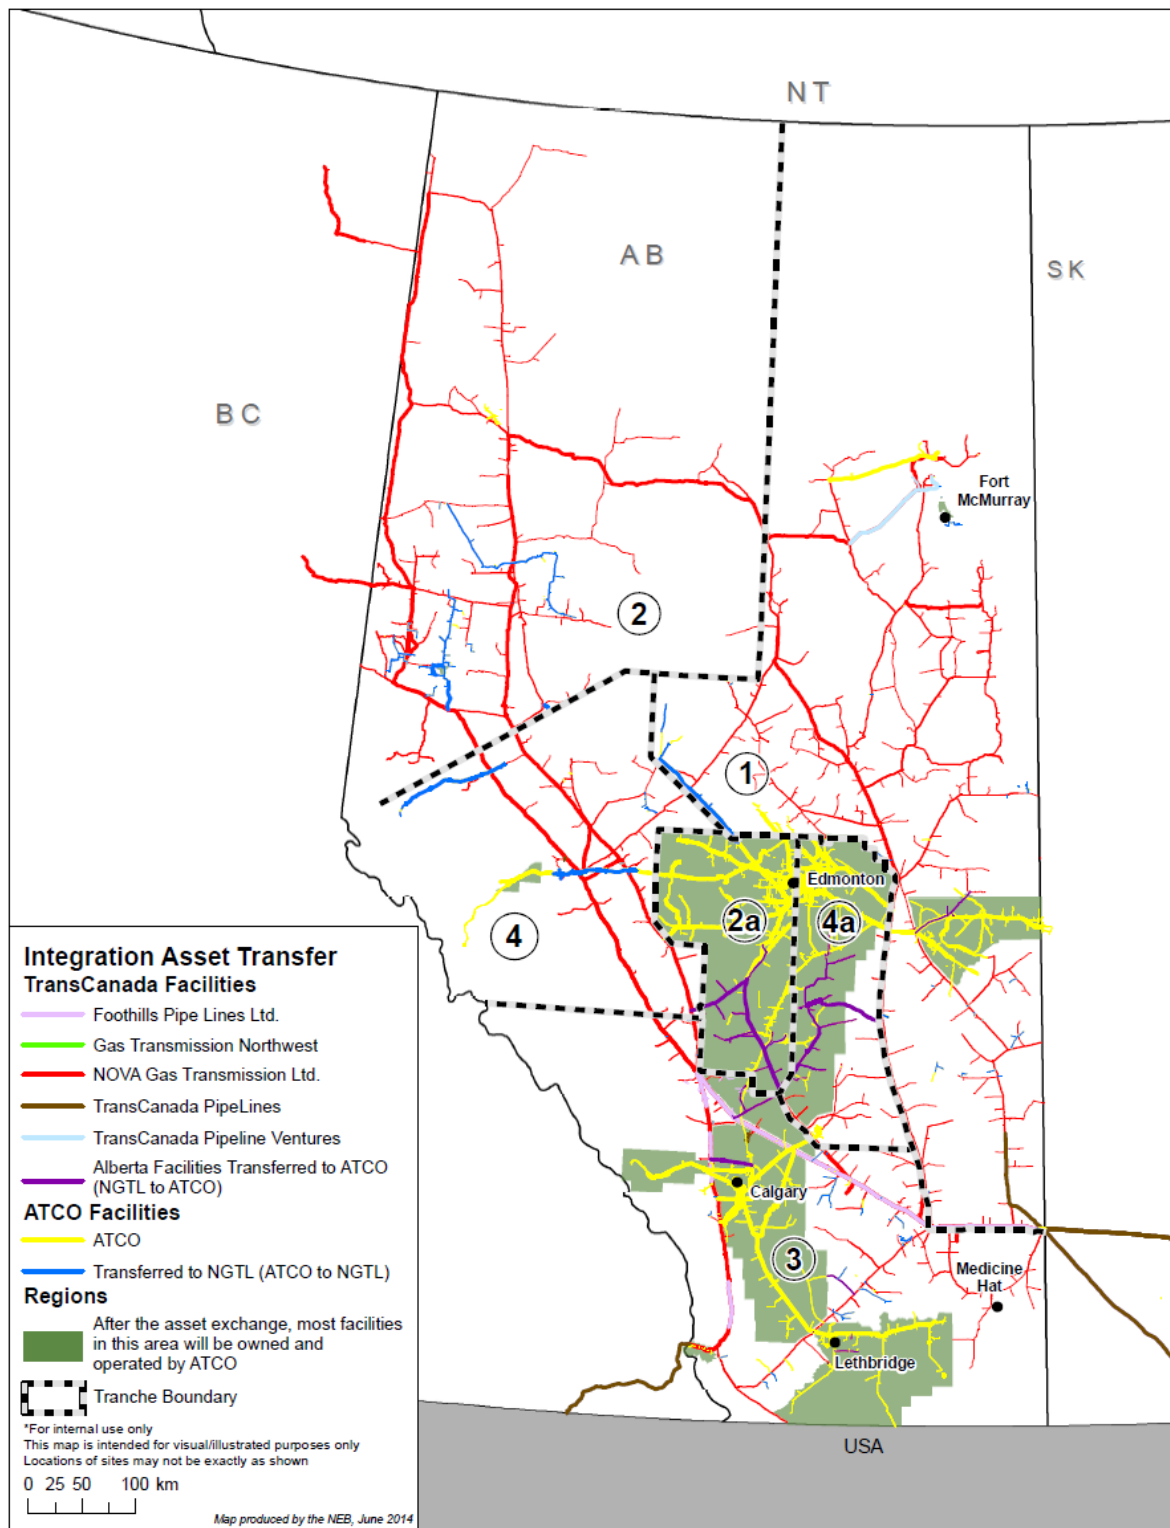 NT
AB
SK
BC
Fort
McMurray
2
1
Edmonton
2a
4a
4
Calgary
3
Medicine
Hat
Lethbridge
USA
Integration Asset Transfer
TransCanada Facilities
Foothills Pipe Lines Ltd.
Gas Transmission Northwest
NOVA Gas Transmission Ltd.
TransCanada PipeLines
TransCanada Pipeline Ventures
Alberta Facilities Transferred to ATCO
(NGTL to ATCO)
ATCO Facilities
ATCO
Transferred to NGTL (ATCO to NGTL)
Regions
After the asset exchange, most facilities
in this area will be owned and
operated by ATCO
Tranche Boundary
*For internal use only
This map is intended for visual/illustrated purposes only
Locations of sites may not be exactly as shown
0 25 50 100 km
Map produced by the NEB, June 2014